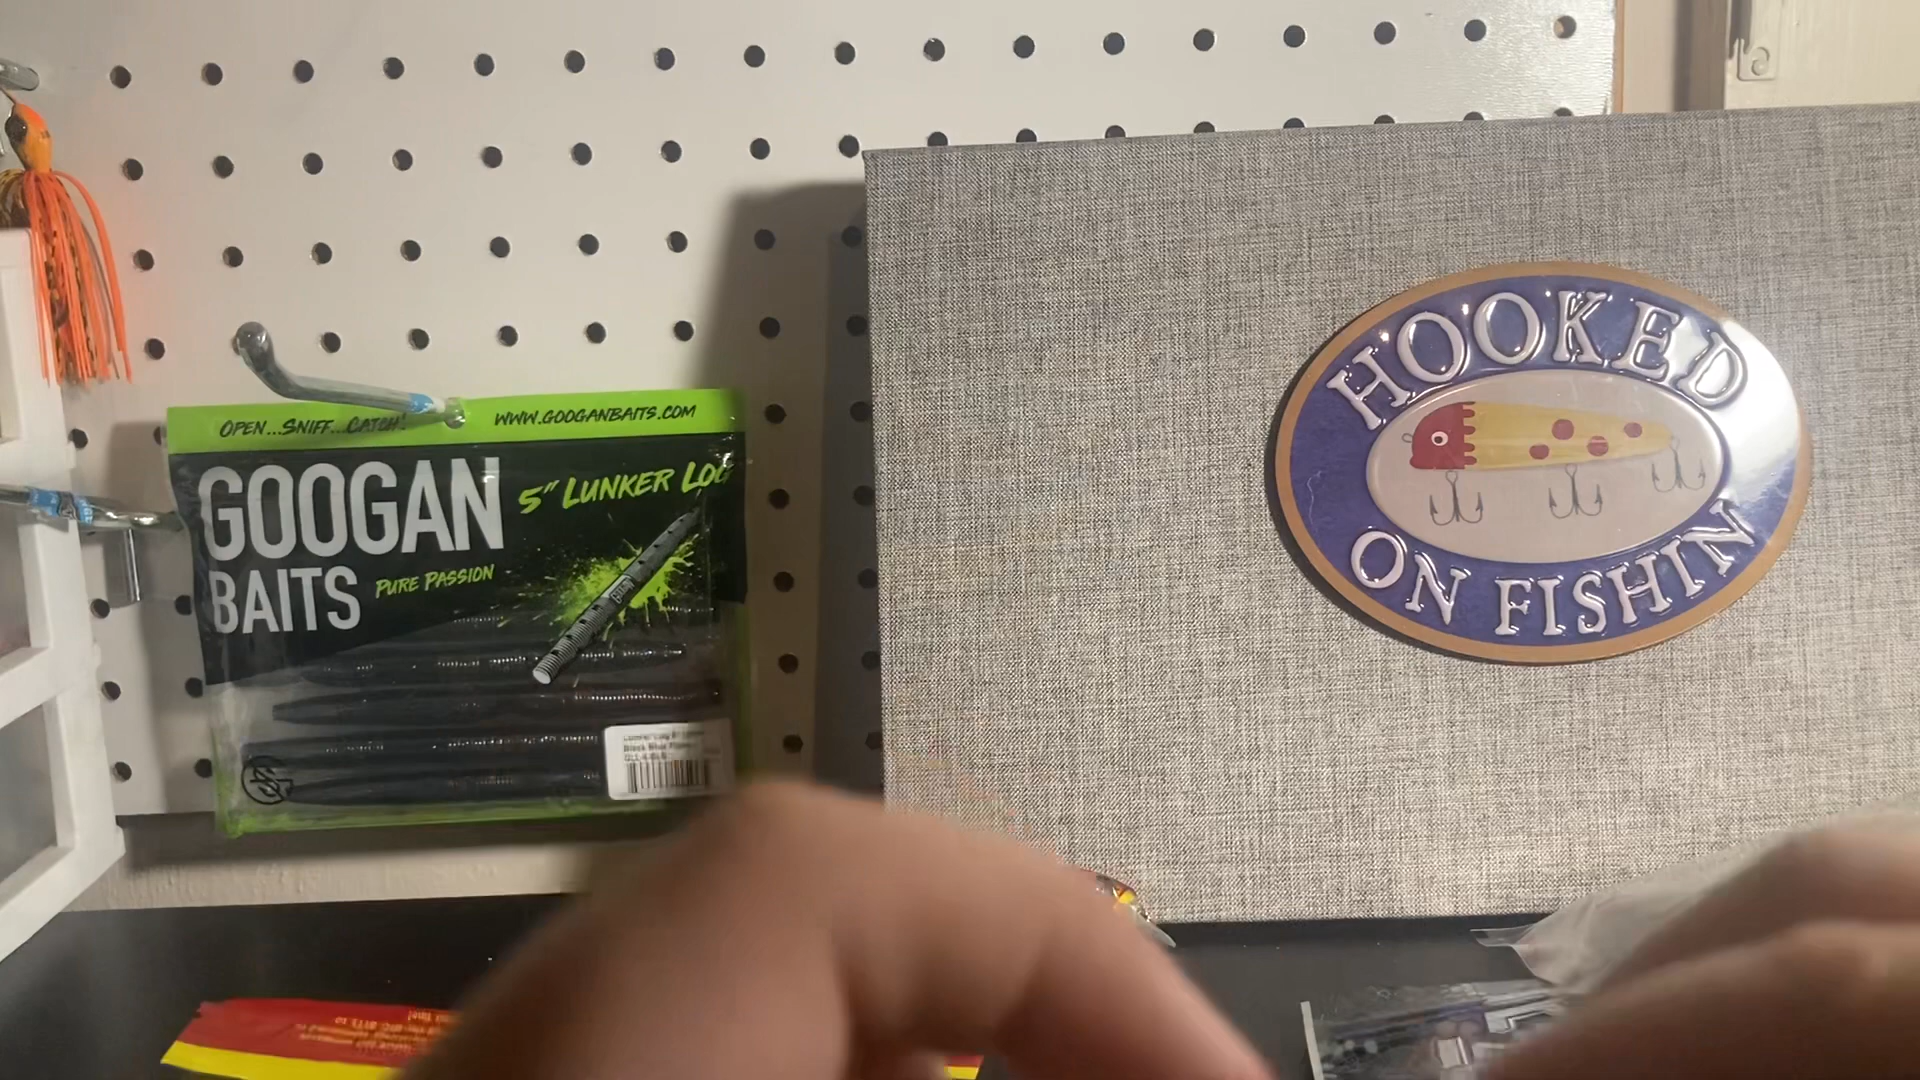 OPEN...SNIFF...CATCH!
WWW.GOOGANBAITS.COM
GOOGAN
BAITS
PURE PASSION
5" LUNKER LOG
HOOKED
ON FISHIN